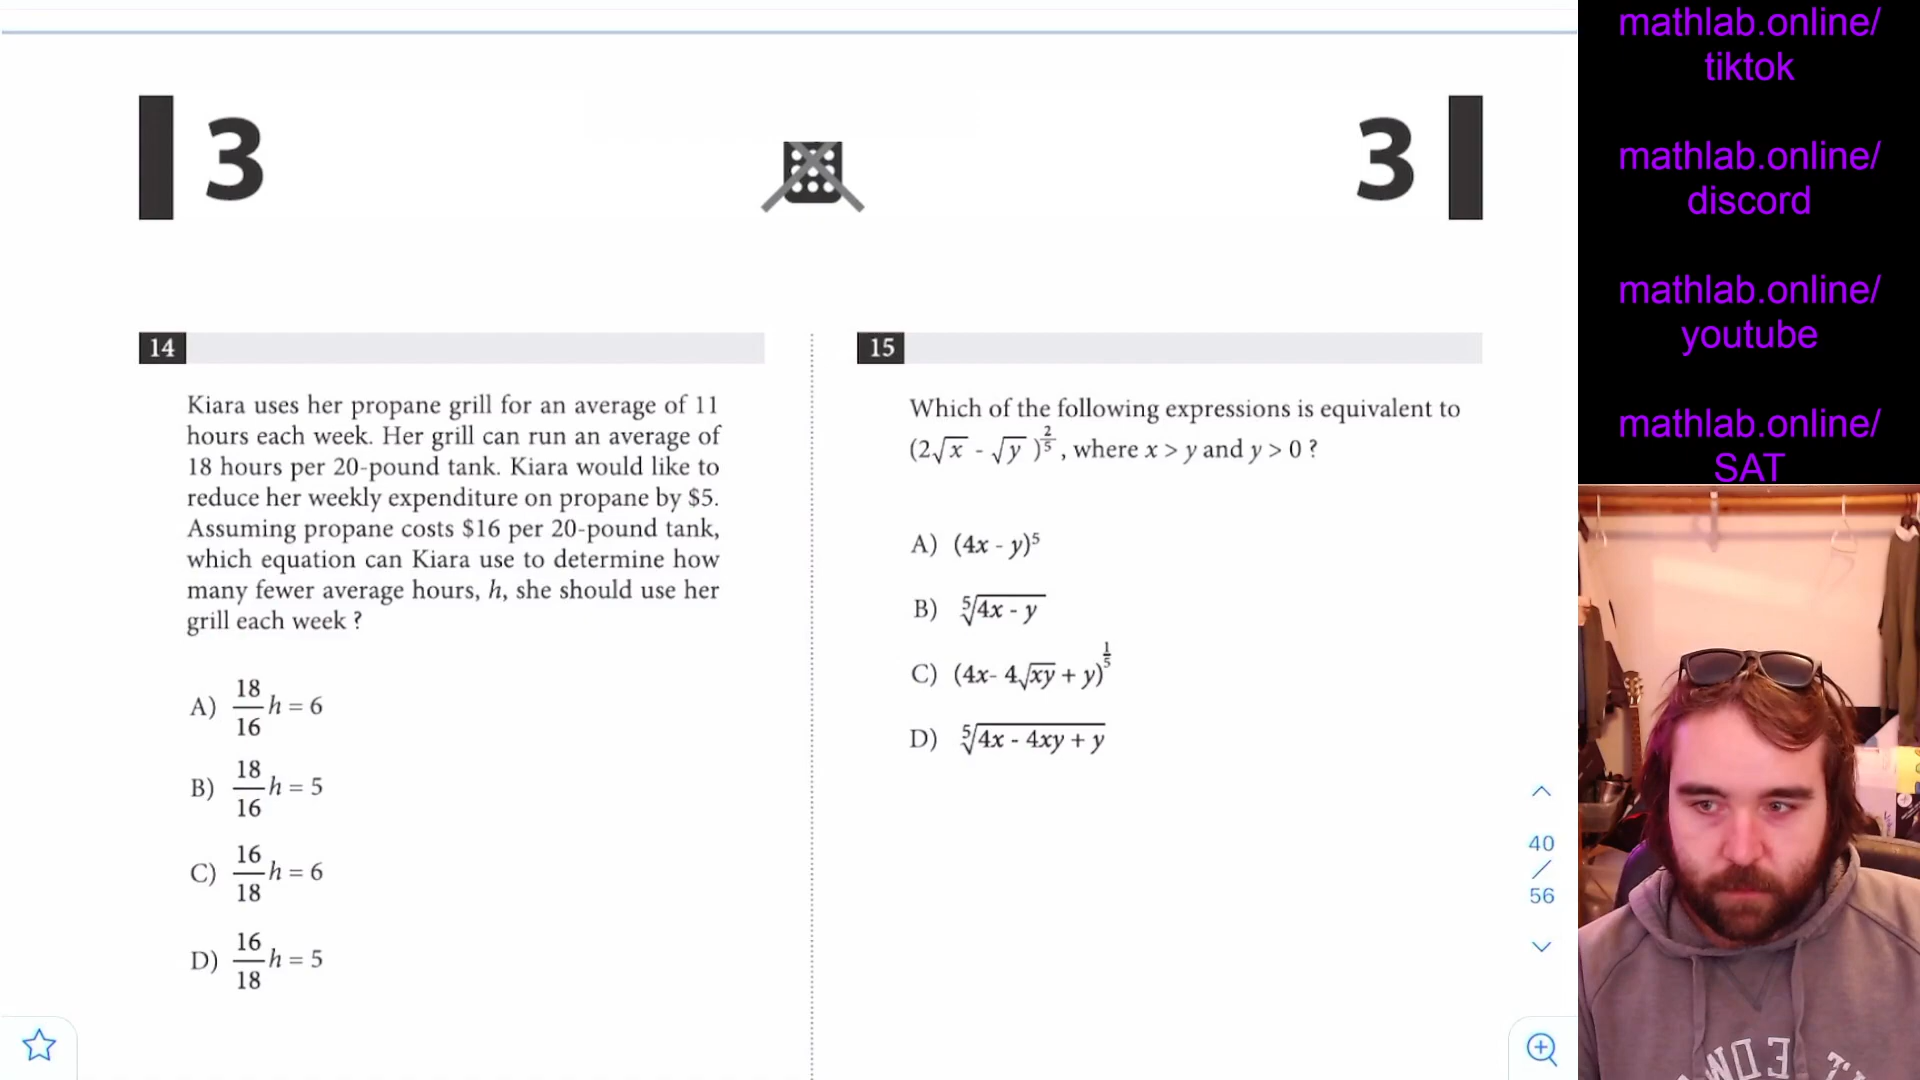 3
3
14
Kiara uses her propane grill for an average of 11
hours each week. Her grill can run an average of
18 hours per 20-pound tank. Kiara would like to
reduce her weekly expenditure on propane by $5.
Assuming propane costs $16 per 20-pound tank,
which equation can Kiara use to determine how
many fewer average hours, h, she should use her
grill each week ?
A) 18/16 h = 6
B) 18/16 h = 5
C) 16/18 h = 6
D) 16/18 h = 5
15
Which of the following expressions is equivalent to
(2√x - √y )^(2/5) , where x > y and y > 0 ?
A) (4x - y)⁵
B) ⁵√(4x - y)
C) (4x- 4√(xy) + y)^(1/5)
D) ⁵√(4x - 4xy + y)
40
/
56
mathlab.online/
tiktok
mathlab.online/
discord
mathlab.online/
youtube
mathlab.online/
SAT